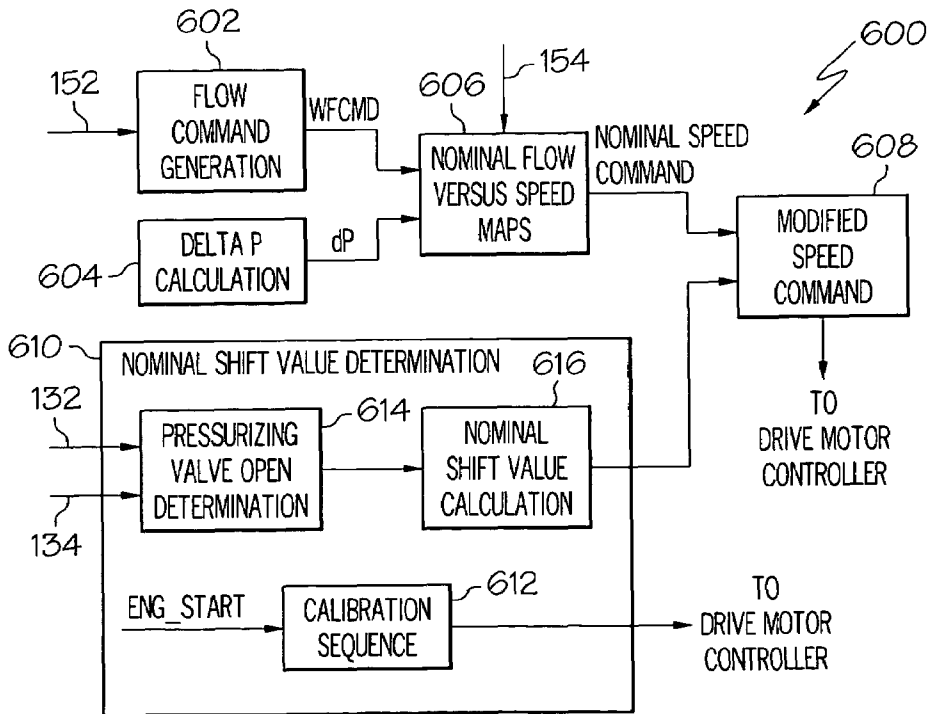 602
600
152
FLOW
COMMAND
GENERATION
WFCMD
606
154
NOMINAL FLOW
VERSUS SPEED
MAPS
NOMINAL SPEED
COMMAND
608
604
DELTA P
CALCULATION
dP
MODIFIED
SPEED
COMMAND
610
NOMINAL SHIFT VALUE DETERMINATION
132
134
PRESSURIZING
VALVE OPEN
DETERMINATION
614
616
NOMINAL
SHIFT VALUE
CALCULATION
TO
DRIVE MOTOR
CONTROLLER
ENG_START
CALIBRATION
SEQUENCE
612
TO
DRIVE MOTOR
CONTROLLER